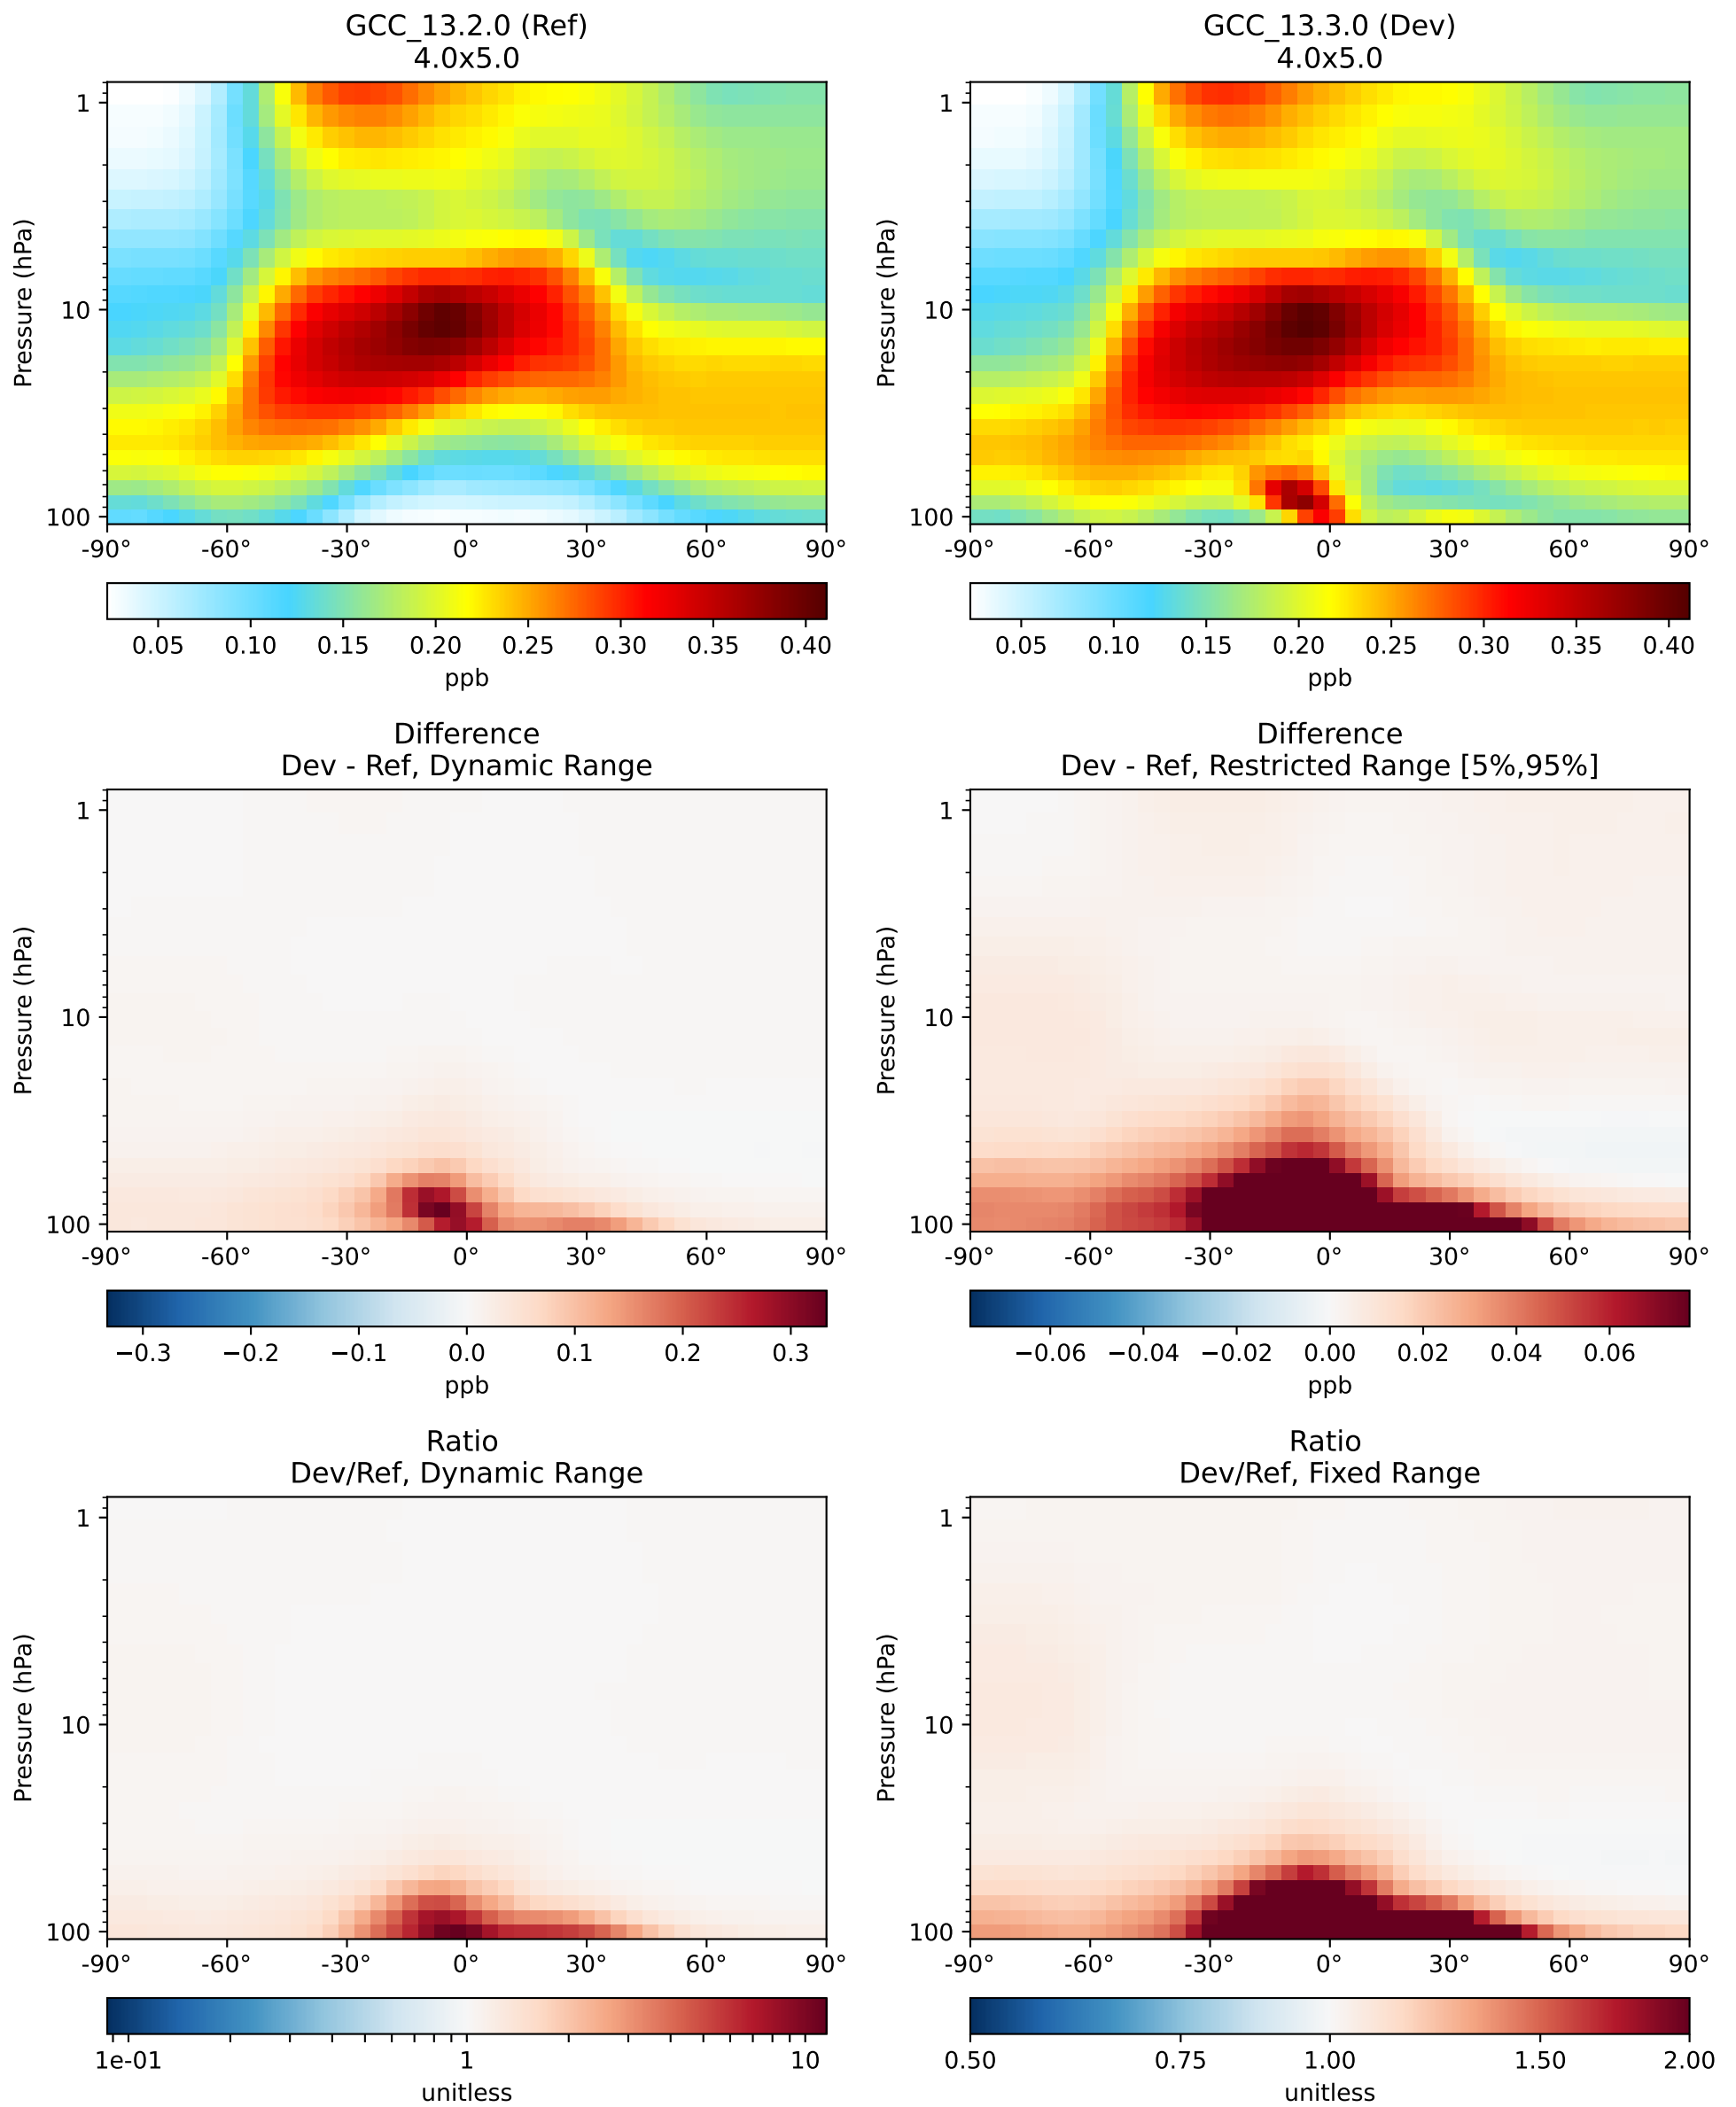 GCC_13.2.0 (Ref)
4.0x5.0
GCC_13.3.0 (Dev)
4.0x5.0
Pressure (hPa)
1
10
100
-90° -60° -30° 0° 30° 60° 90°
0.05 0.10 0.15 0.20 0.25 0.30 0.35 0.40
ppb
Pressure (hPa)
1
10
100
-90° -60° -30° 0° 30° 60° 90°
0.05 0.10 0.15 0.20 0.25 0.30 0.35 0.40
ppb
Difference
Dev - Ref, Dynamic Range
Pressure (hPa)
1
10
100
-90° -60° -30° 0° 30° 60° 90°
−0.3 −0.2 −0.1 0.0 0.1 0.2 0.3
ppb
Difference
Dev - Ref, Restricted Range [5%,95%]
Pressure (hPa)
1
10
100
-90° -60° -30° 0° 30° 60° 90°
−0.06 −0.04 −0.02 0.00 0.02 0.04 0.06
ppb
Ratio
Dev/Ref, Dynamic Range
Pressure (hPa)
1
10
100
-90° -60° -30° 0° 30° 60° 90°
1e-01 1 10
unitless
Ratio
Dev/Ref, Fixed Range
Pressure (hPa)
1
10
100
-90° -60° -30° 0° 30° 60° 90°
0.50 0.75 1.00 1.50 2.00
unitless